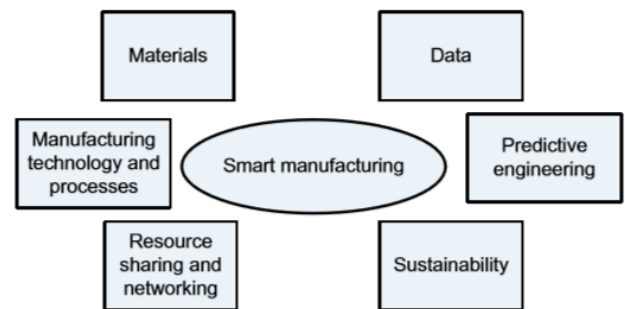 Materials
Data
Manufacturing
technology and
processes
Smart manufacturing
Predictive
engineering
Resource
sharing and
networking
Sustainability